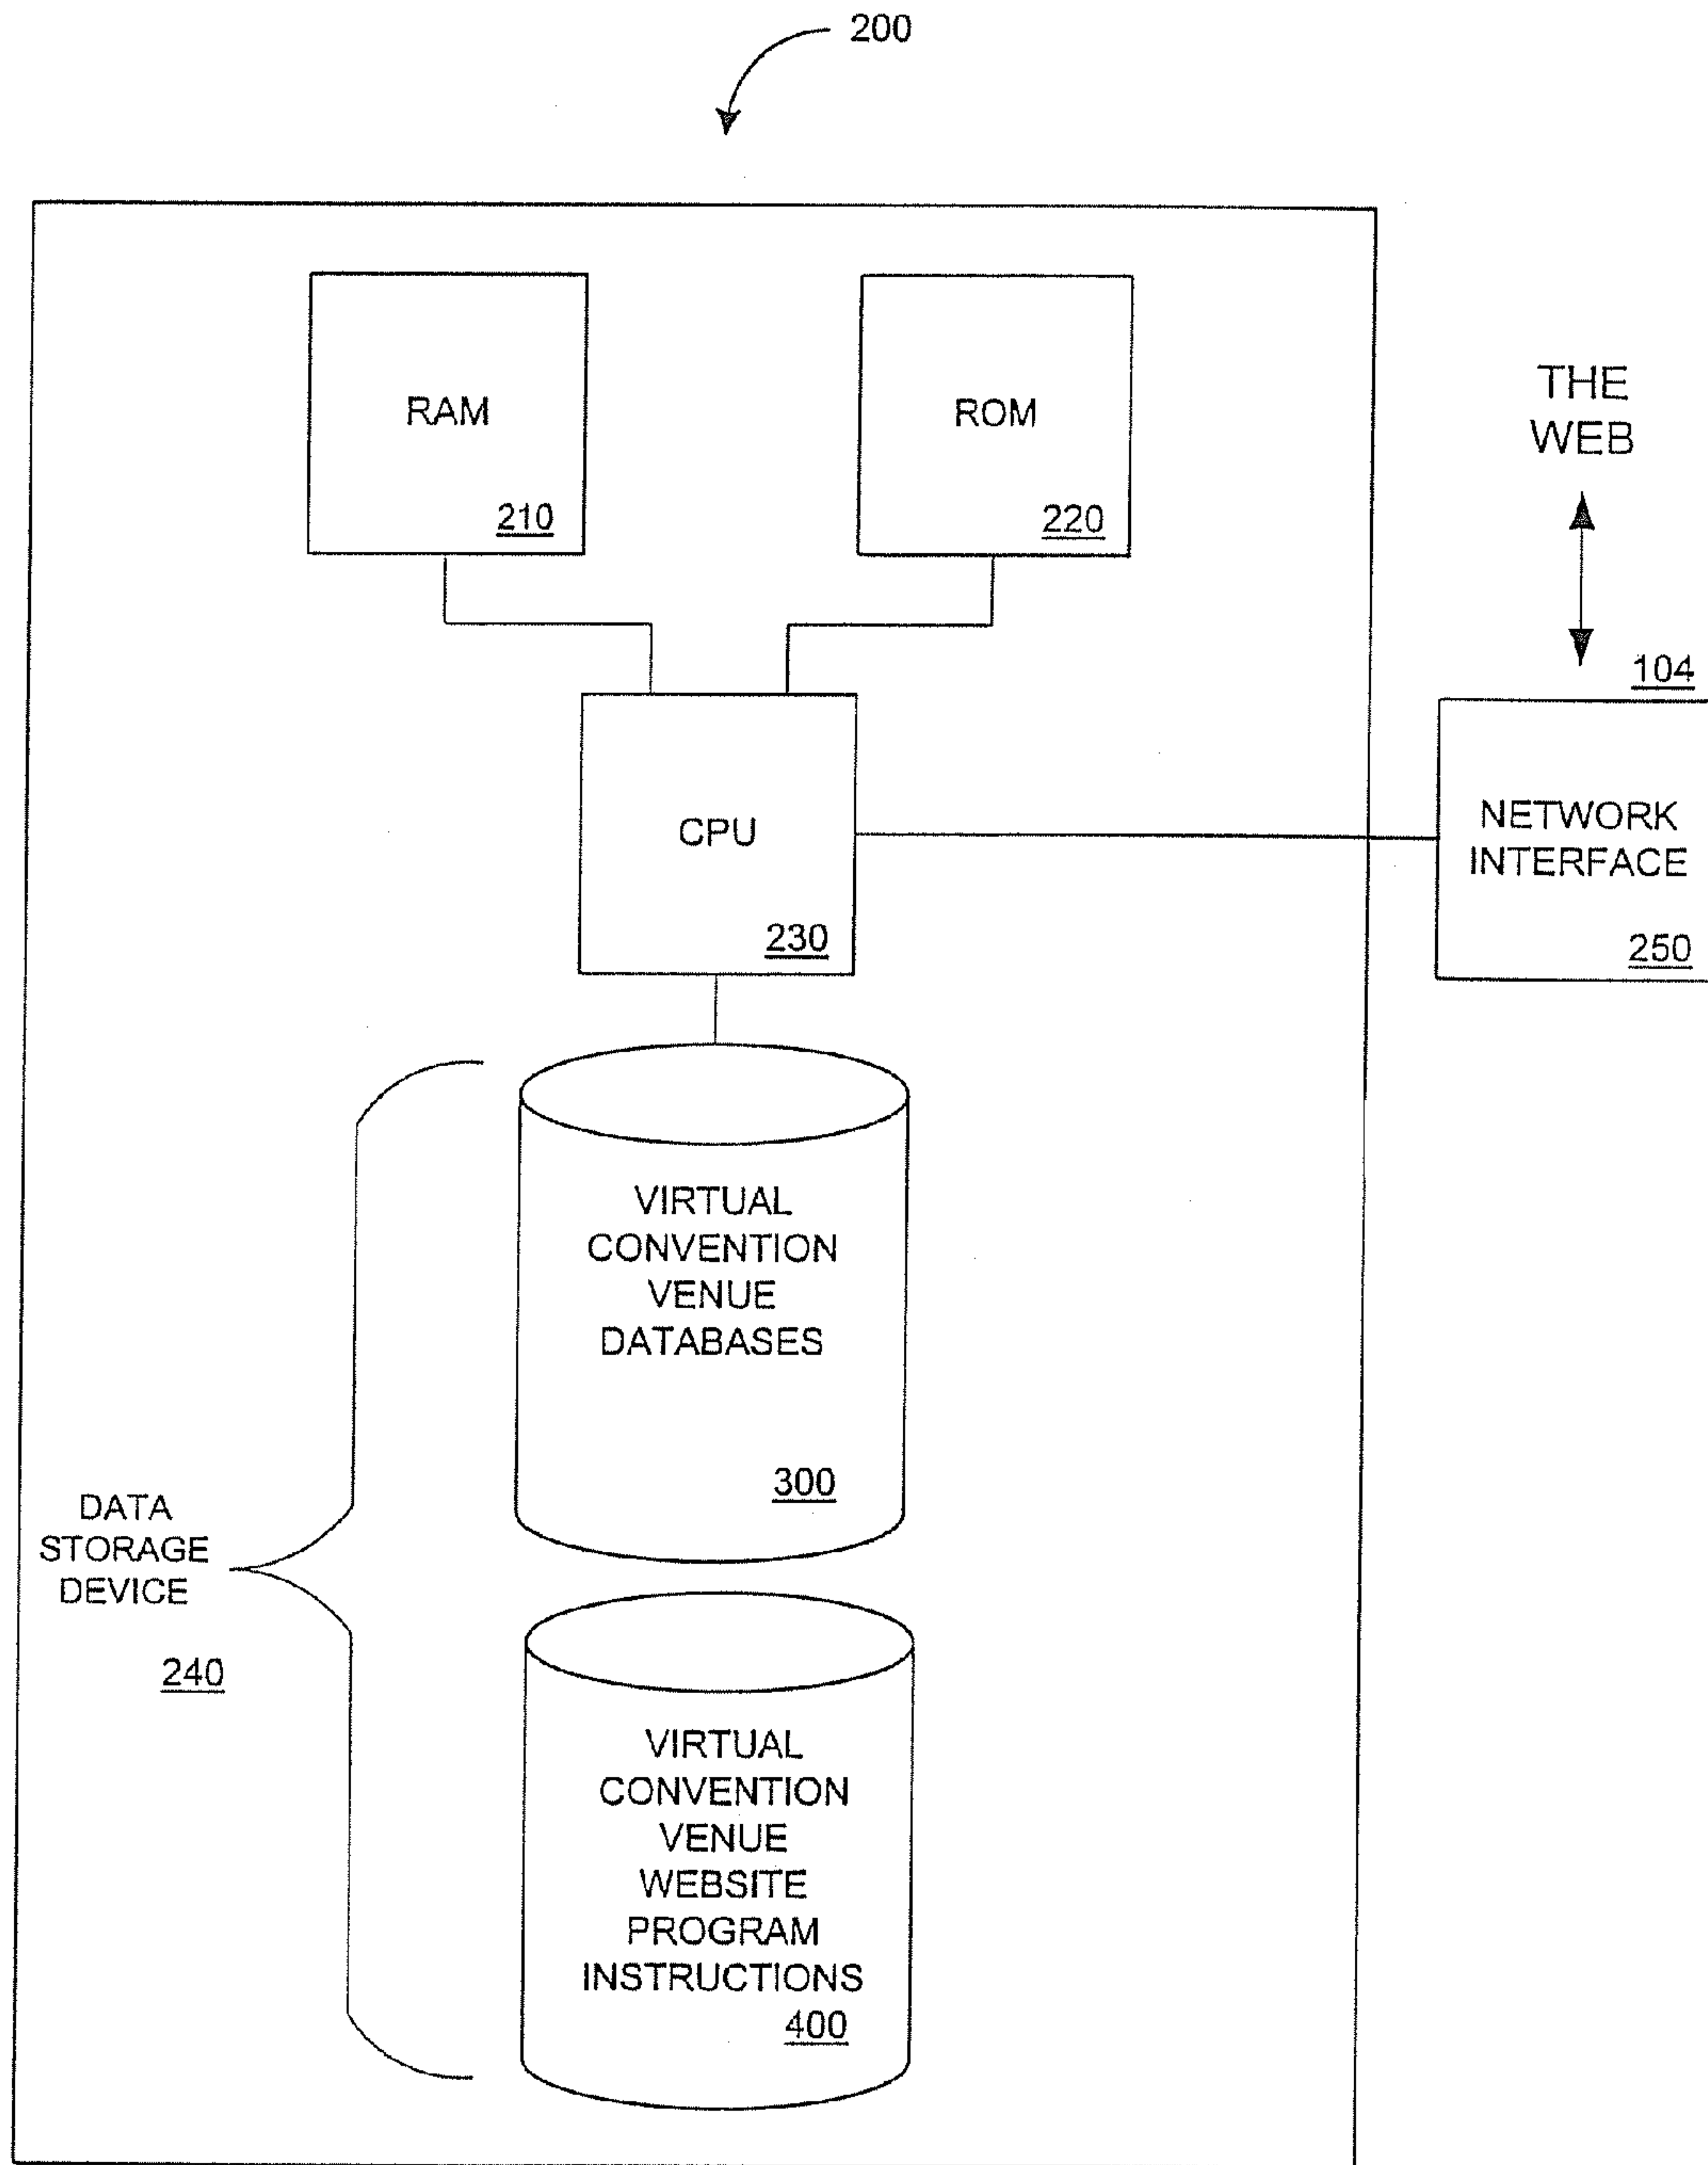 200
RAM
210
ROM
220
THE
WEB
104
CPU
230
NETWORK
INTERFACE
250
VIRTUAL
CONVENTION
VENUE
DATABASES
300
DATA
STORAGE
DEVICE
240
VIRTUAL
CONVENTION
VENUE
WEBSITE
PROGRAM
INSTRUCTIONS
400